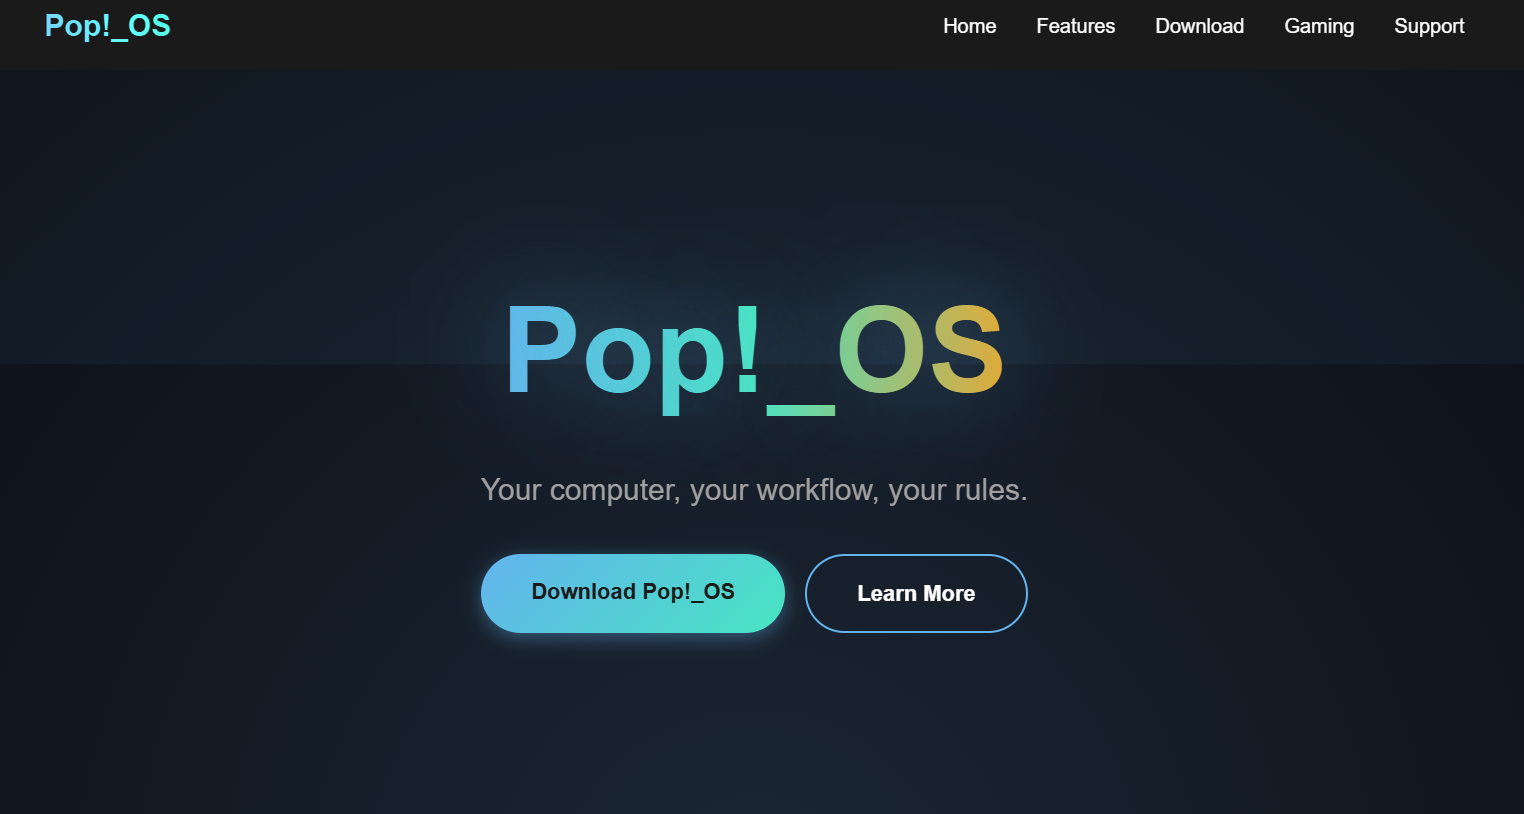 Pop!_OS
Home Features Download Gaming Support
Pop!_OS
Your computer, your workflow, your rules.
Download Pop!_OS
Learn More